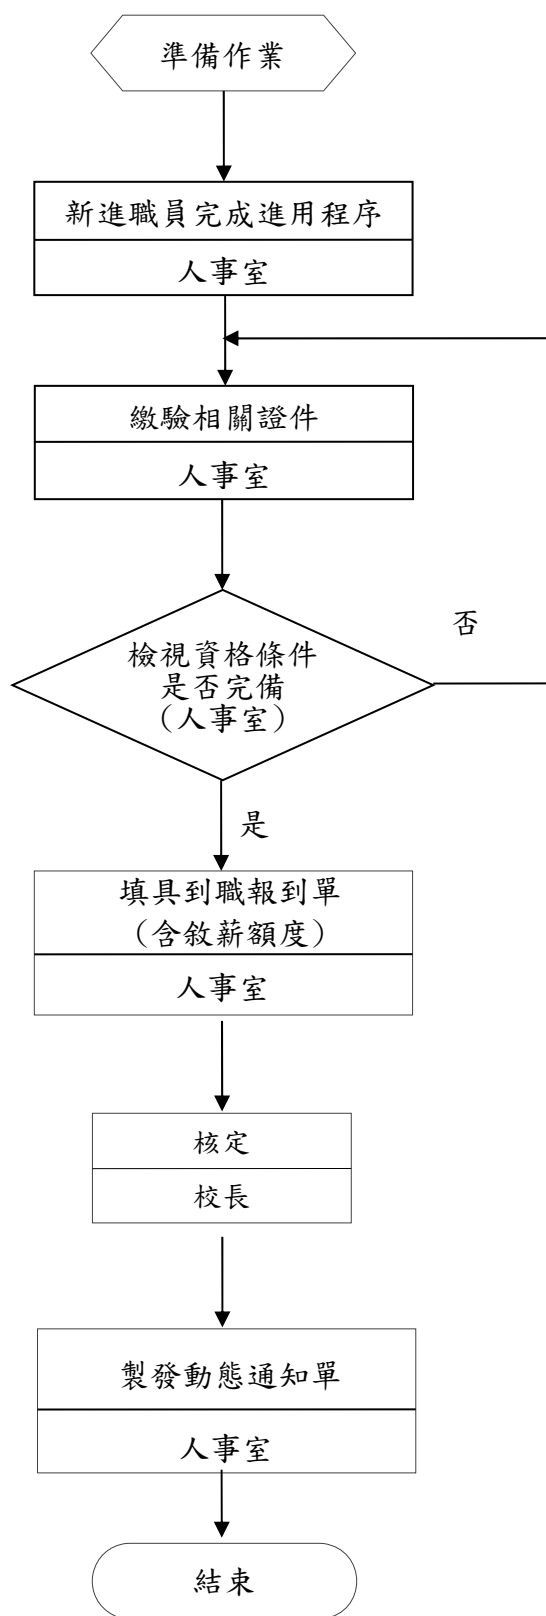 準備作業
新進職員完成進用程序
人事室
繳驗相關證件
人事室
否
檢視資格條件
是否完備
（人事室）
是
填具到職報到單
（含敘薪額度）
人事室
核定
校長
製發動態通知單
人事室
結束